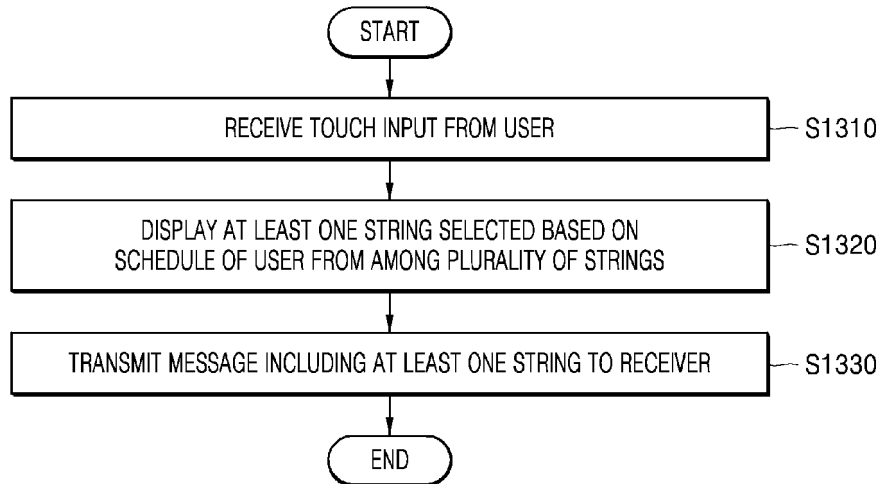 START
RECEIVE TOUCH INPUT FROM USER
S1310
DISPLAY AT LEAST ONE STRING SELECTED BASED ON
SCHEDULE OF USER FROM AMONG PLURALITY OF STRINGS
S1320
TRANSMIT MESSAGE INCLUDING AT LEAST ONE STRING TO RECEIVER
S1330
END